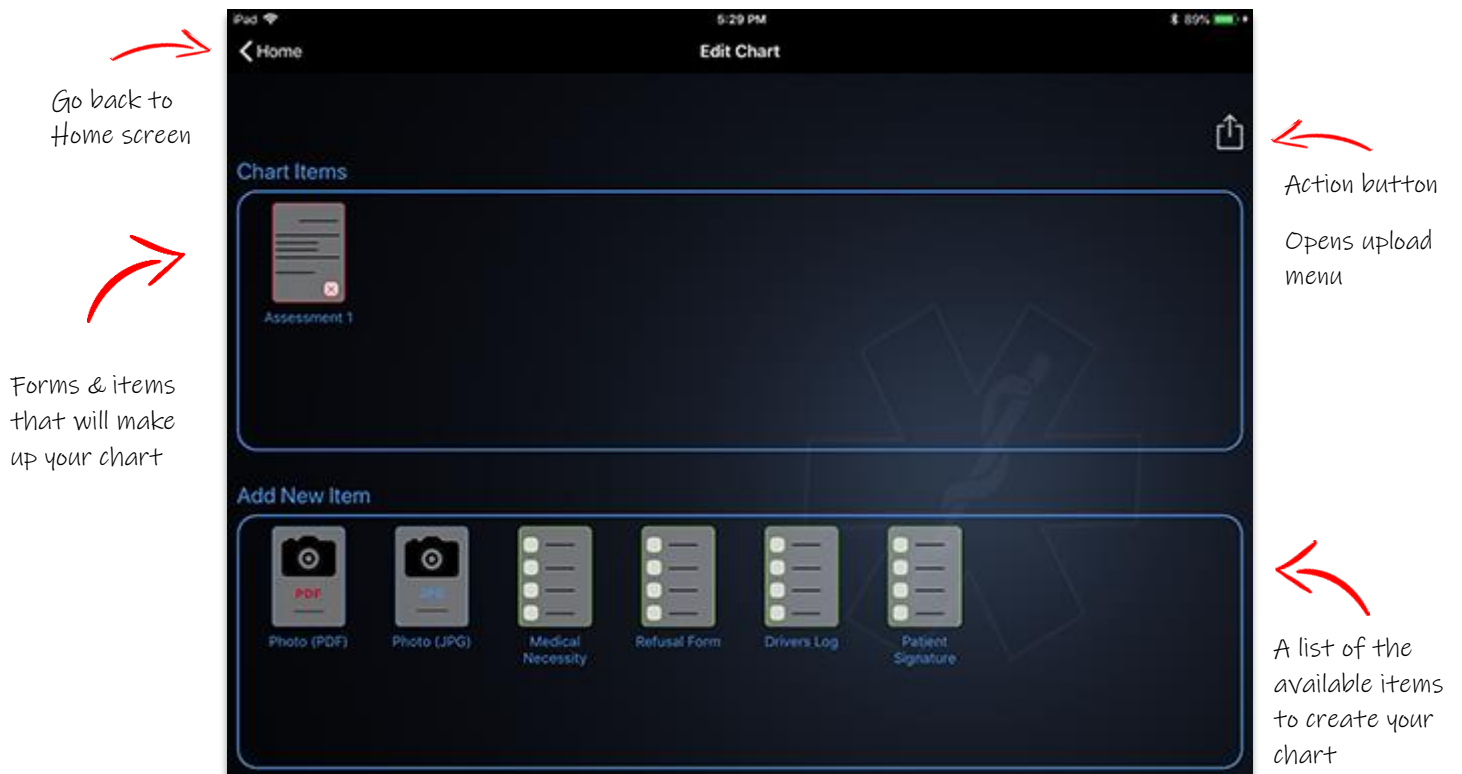 iPad
5:29 PM
89%
Home
Edit Chart
Go back to
Home screen
Action button
Opens upload
menu
Chart Items
Assessment 1
Forms & items
that will make
up your chart
Add New Item
PDF
JPG
Photo (PDF)
Photo (JPG)
Medical
Necessity
Refusal Form
Drivers Log
Patient
Signature
A list of the
available items
to create your
chart